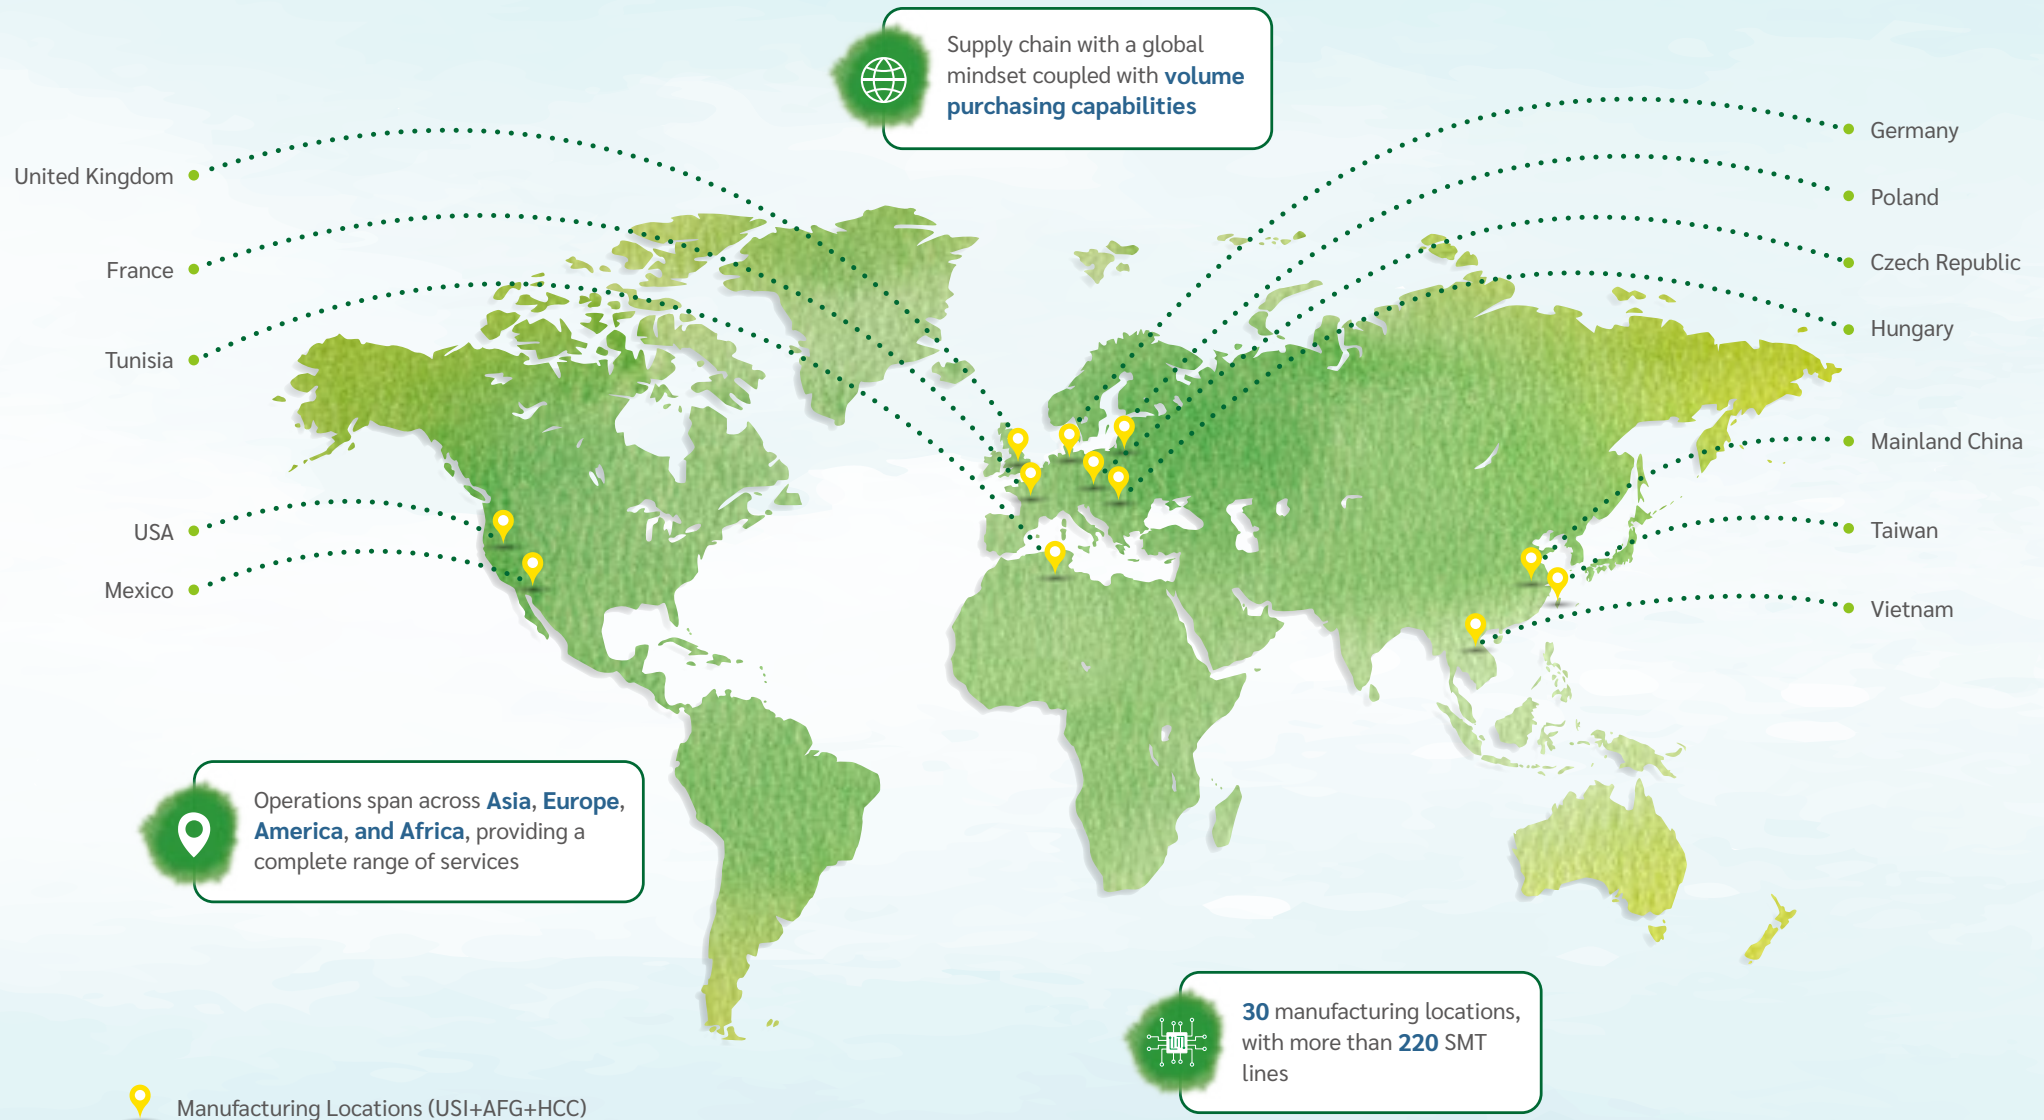 Supply chain with a global
mindset coupled with volume
purchasing capabilities
United Kingdom
France
Tunisia
USA
Mexico
Germany
Poland
Czech Republic
Hungary
Mainland China
Taiwan
Vietnam
Operations span across Asia, Europe,
America, and Africa, providing a
complete range of services
30 manufacturing locations,
with more than 220 SMT
lines
Manufacturing Locations (USI+AFG+HCC)